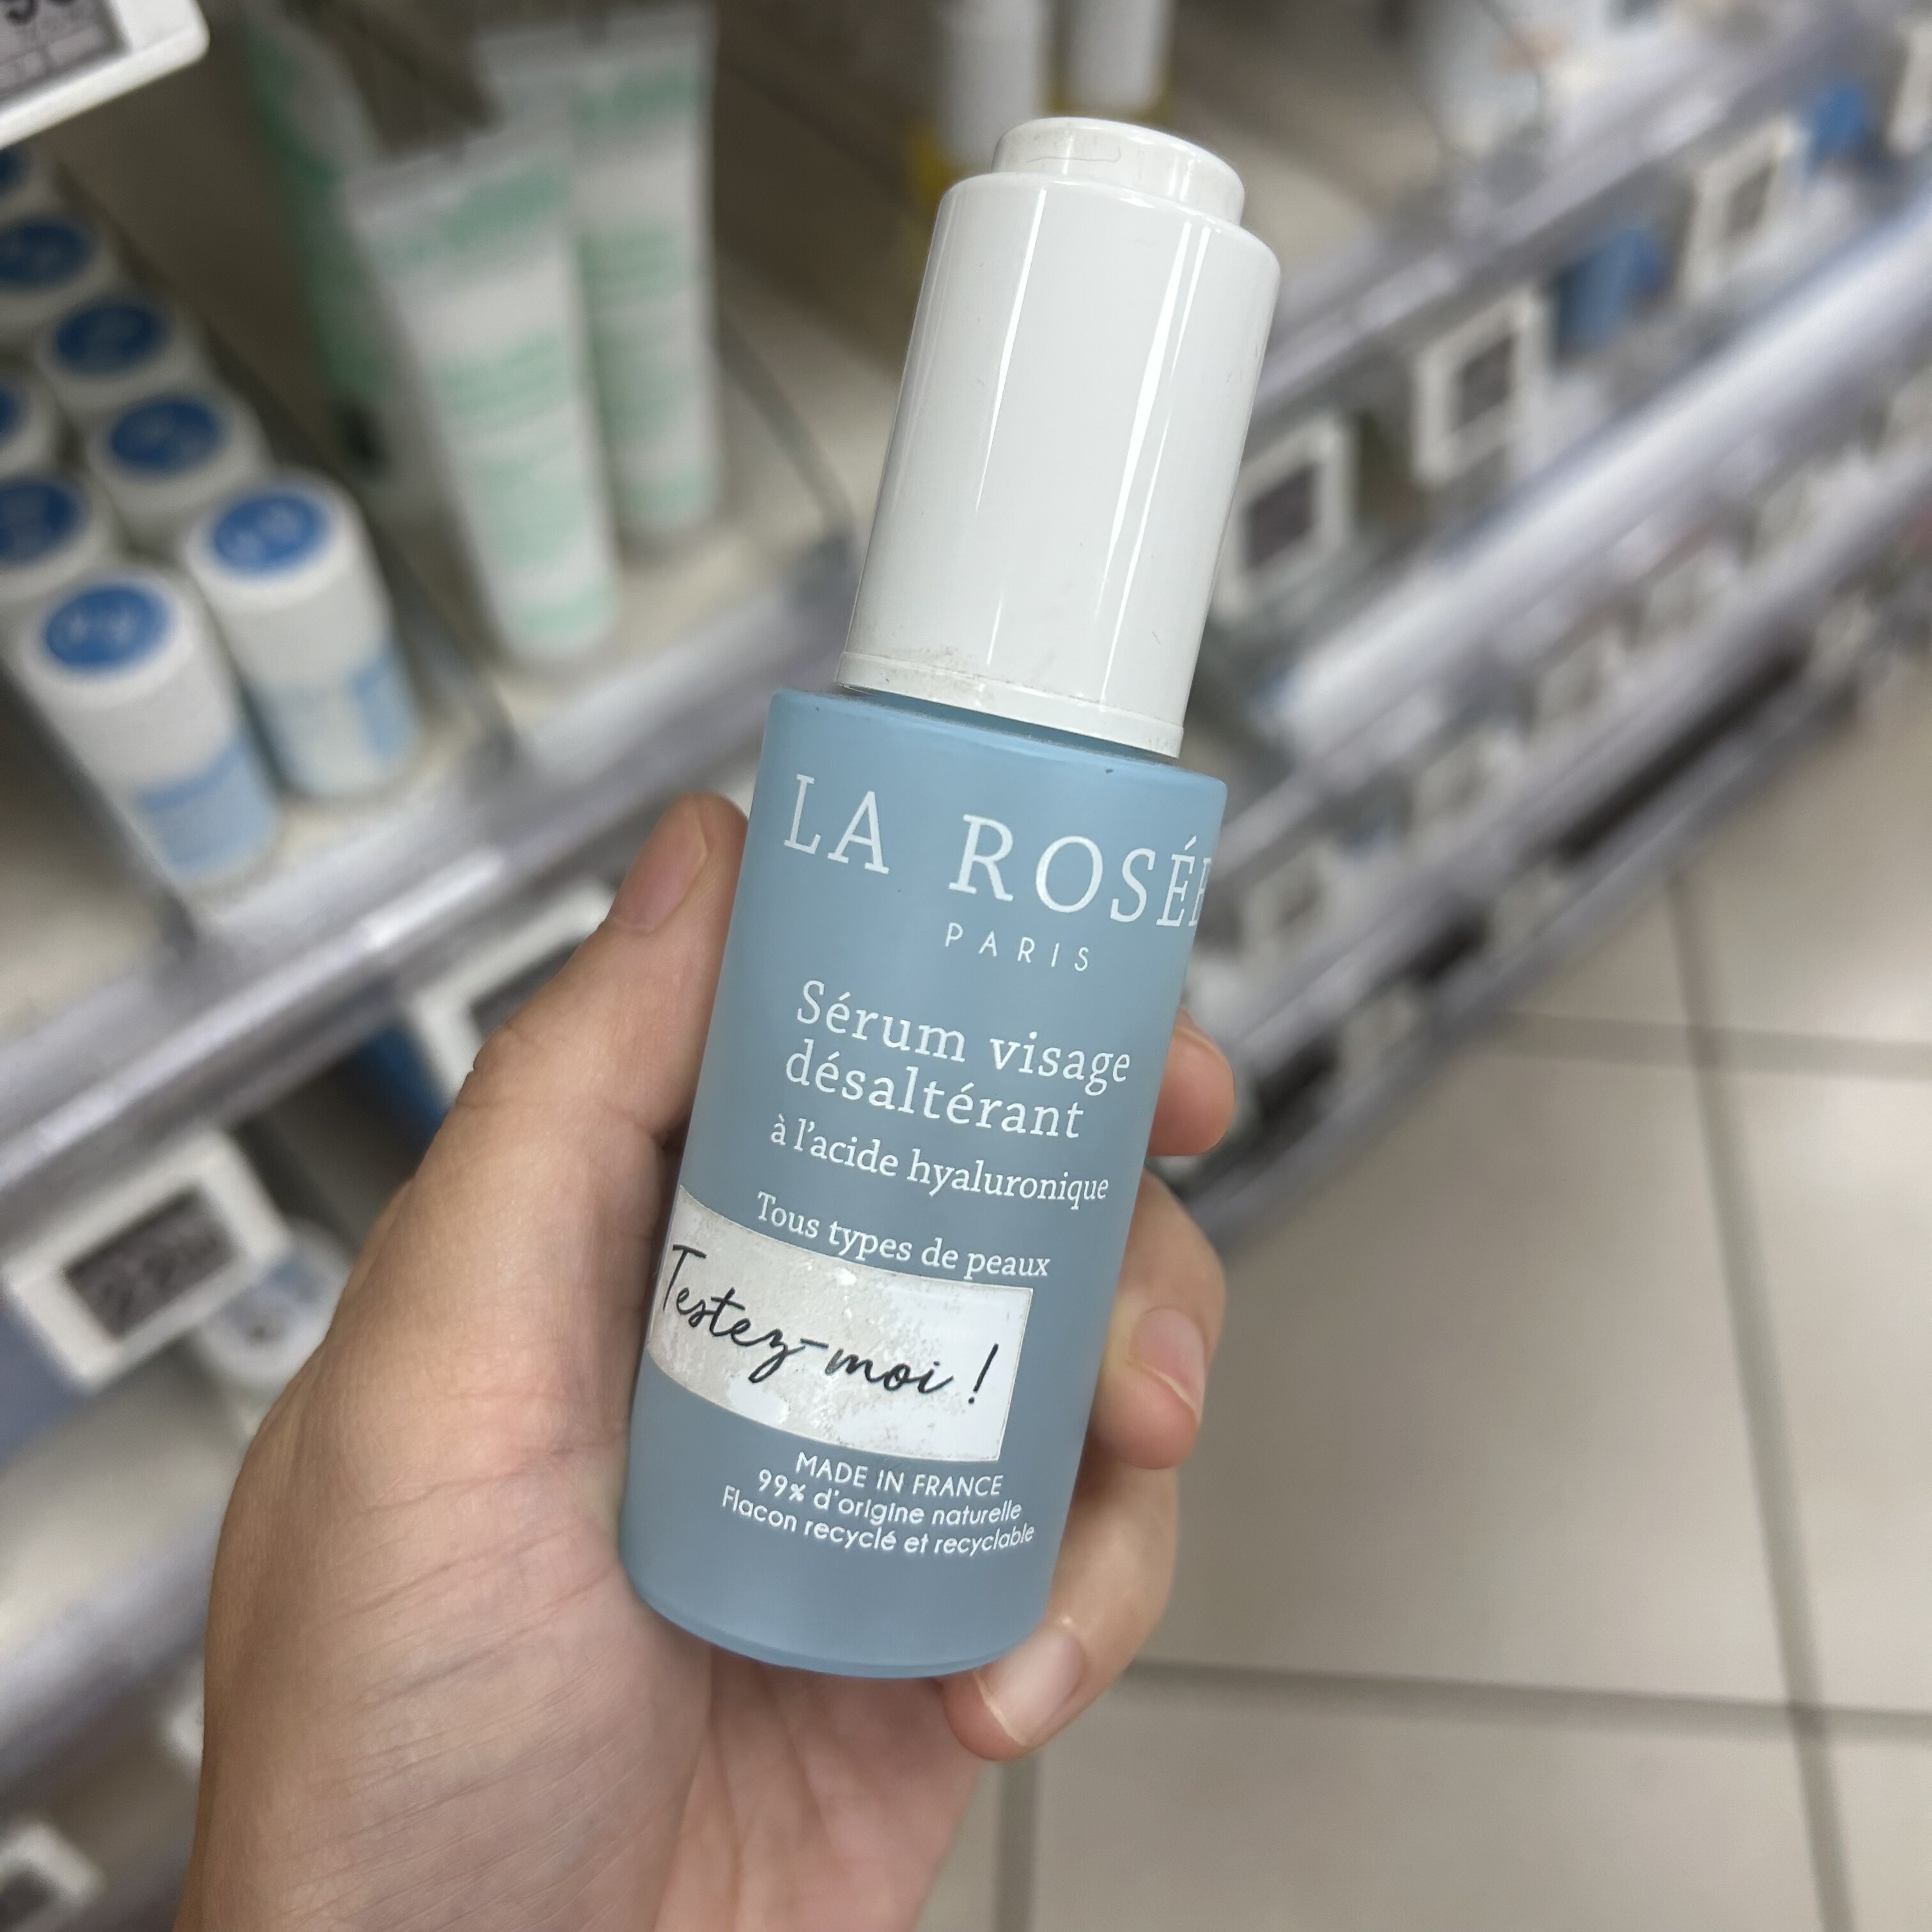 LA ROSÉE
PARIS
Sérum visage
désaltérant
à l'acide hyaluronique
Tous types de peaux
Testez-moi !
MADE IN FRANCE
99% d'origine naturelle
Flacon recyclé et recyclable